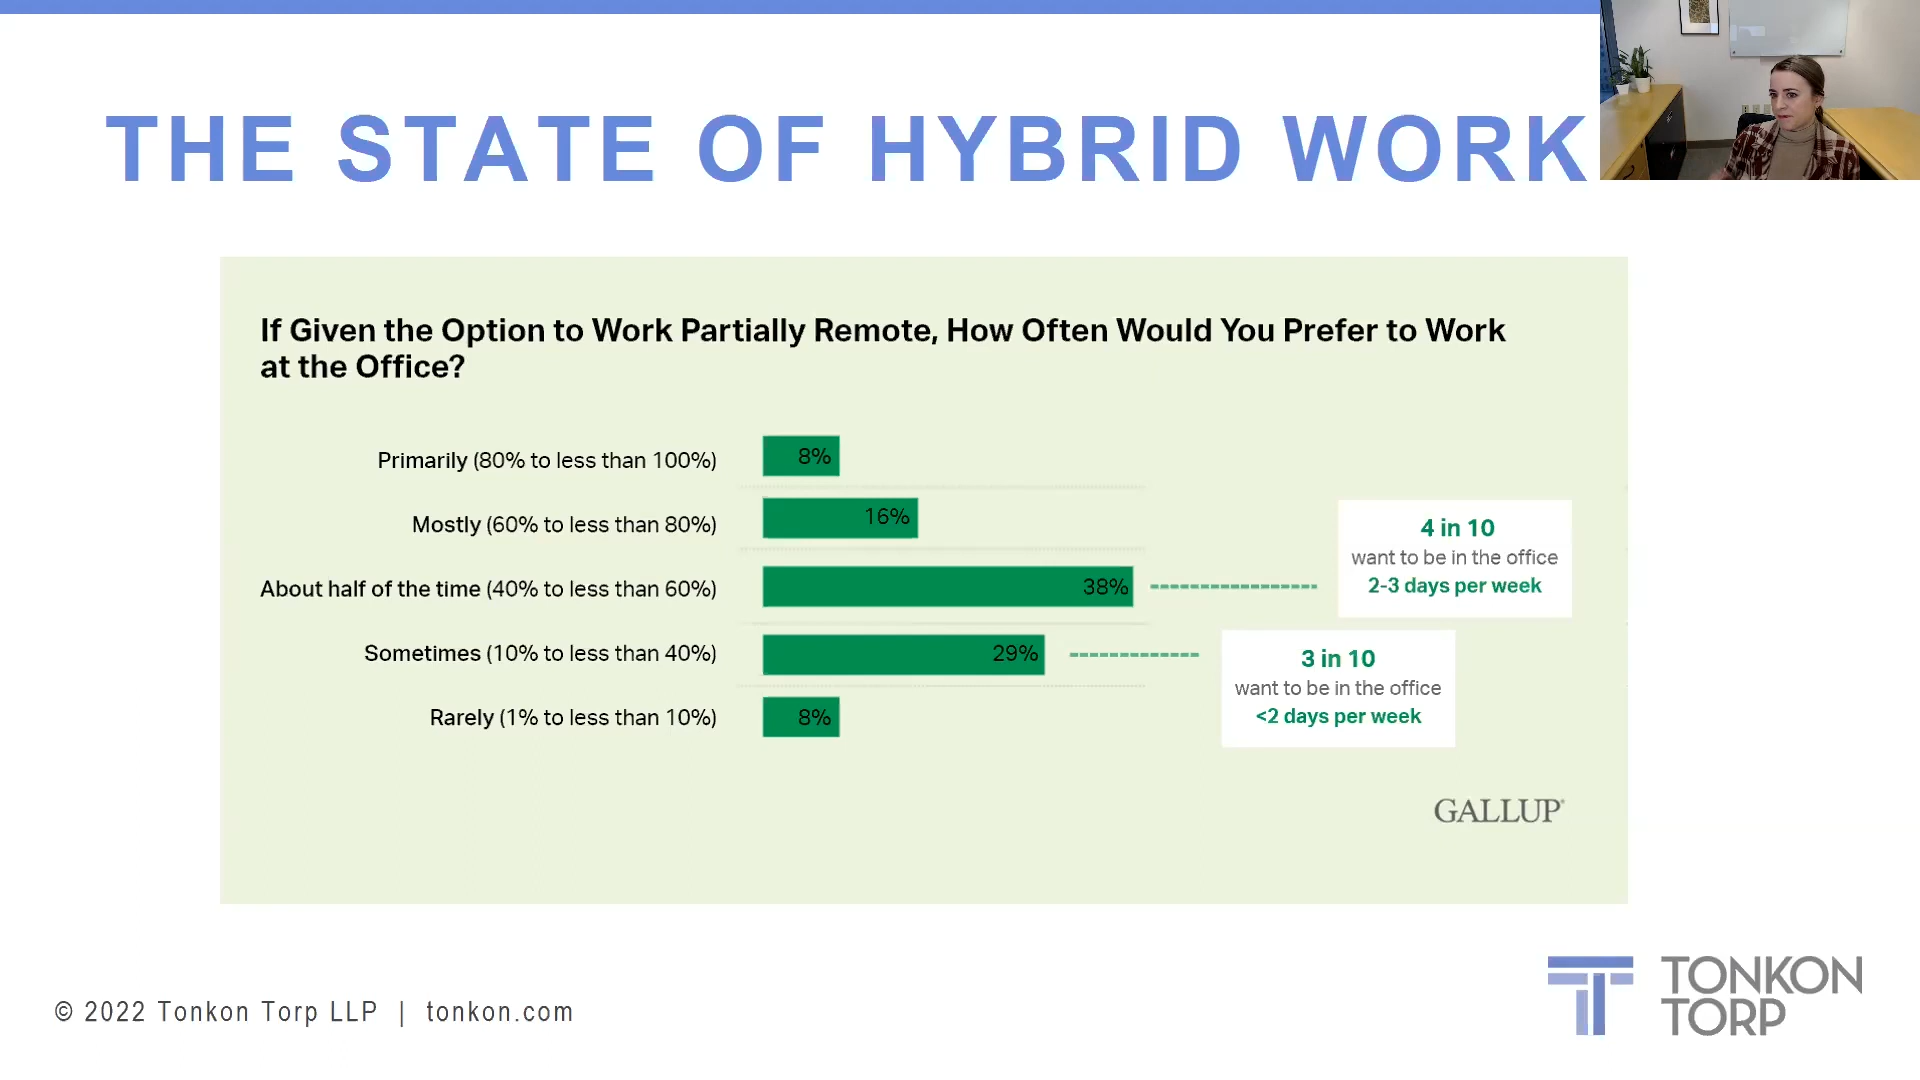 THE STATE OF HYBRID WORK
If Given the Option to Work Partially Remote, How Often Would You Prefer to Work
at the Office?
Primarily (80% to less than 100%) 8%
Mostly (60% to less than 80%) 16%
About half of the time (40% to less than 60%) 38%
4 in 10
want to be in the office
2-3 days per week
Sometimes (10% to less than 40%) 29%
3 in 10
want to be in the office
<2 days per week
Rarely (1% to less than 10%) 8%
GALLUP®
© 2022 Tonkon Torp LLP | tonkon.com
TONKON
TORP